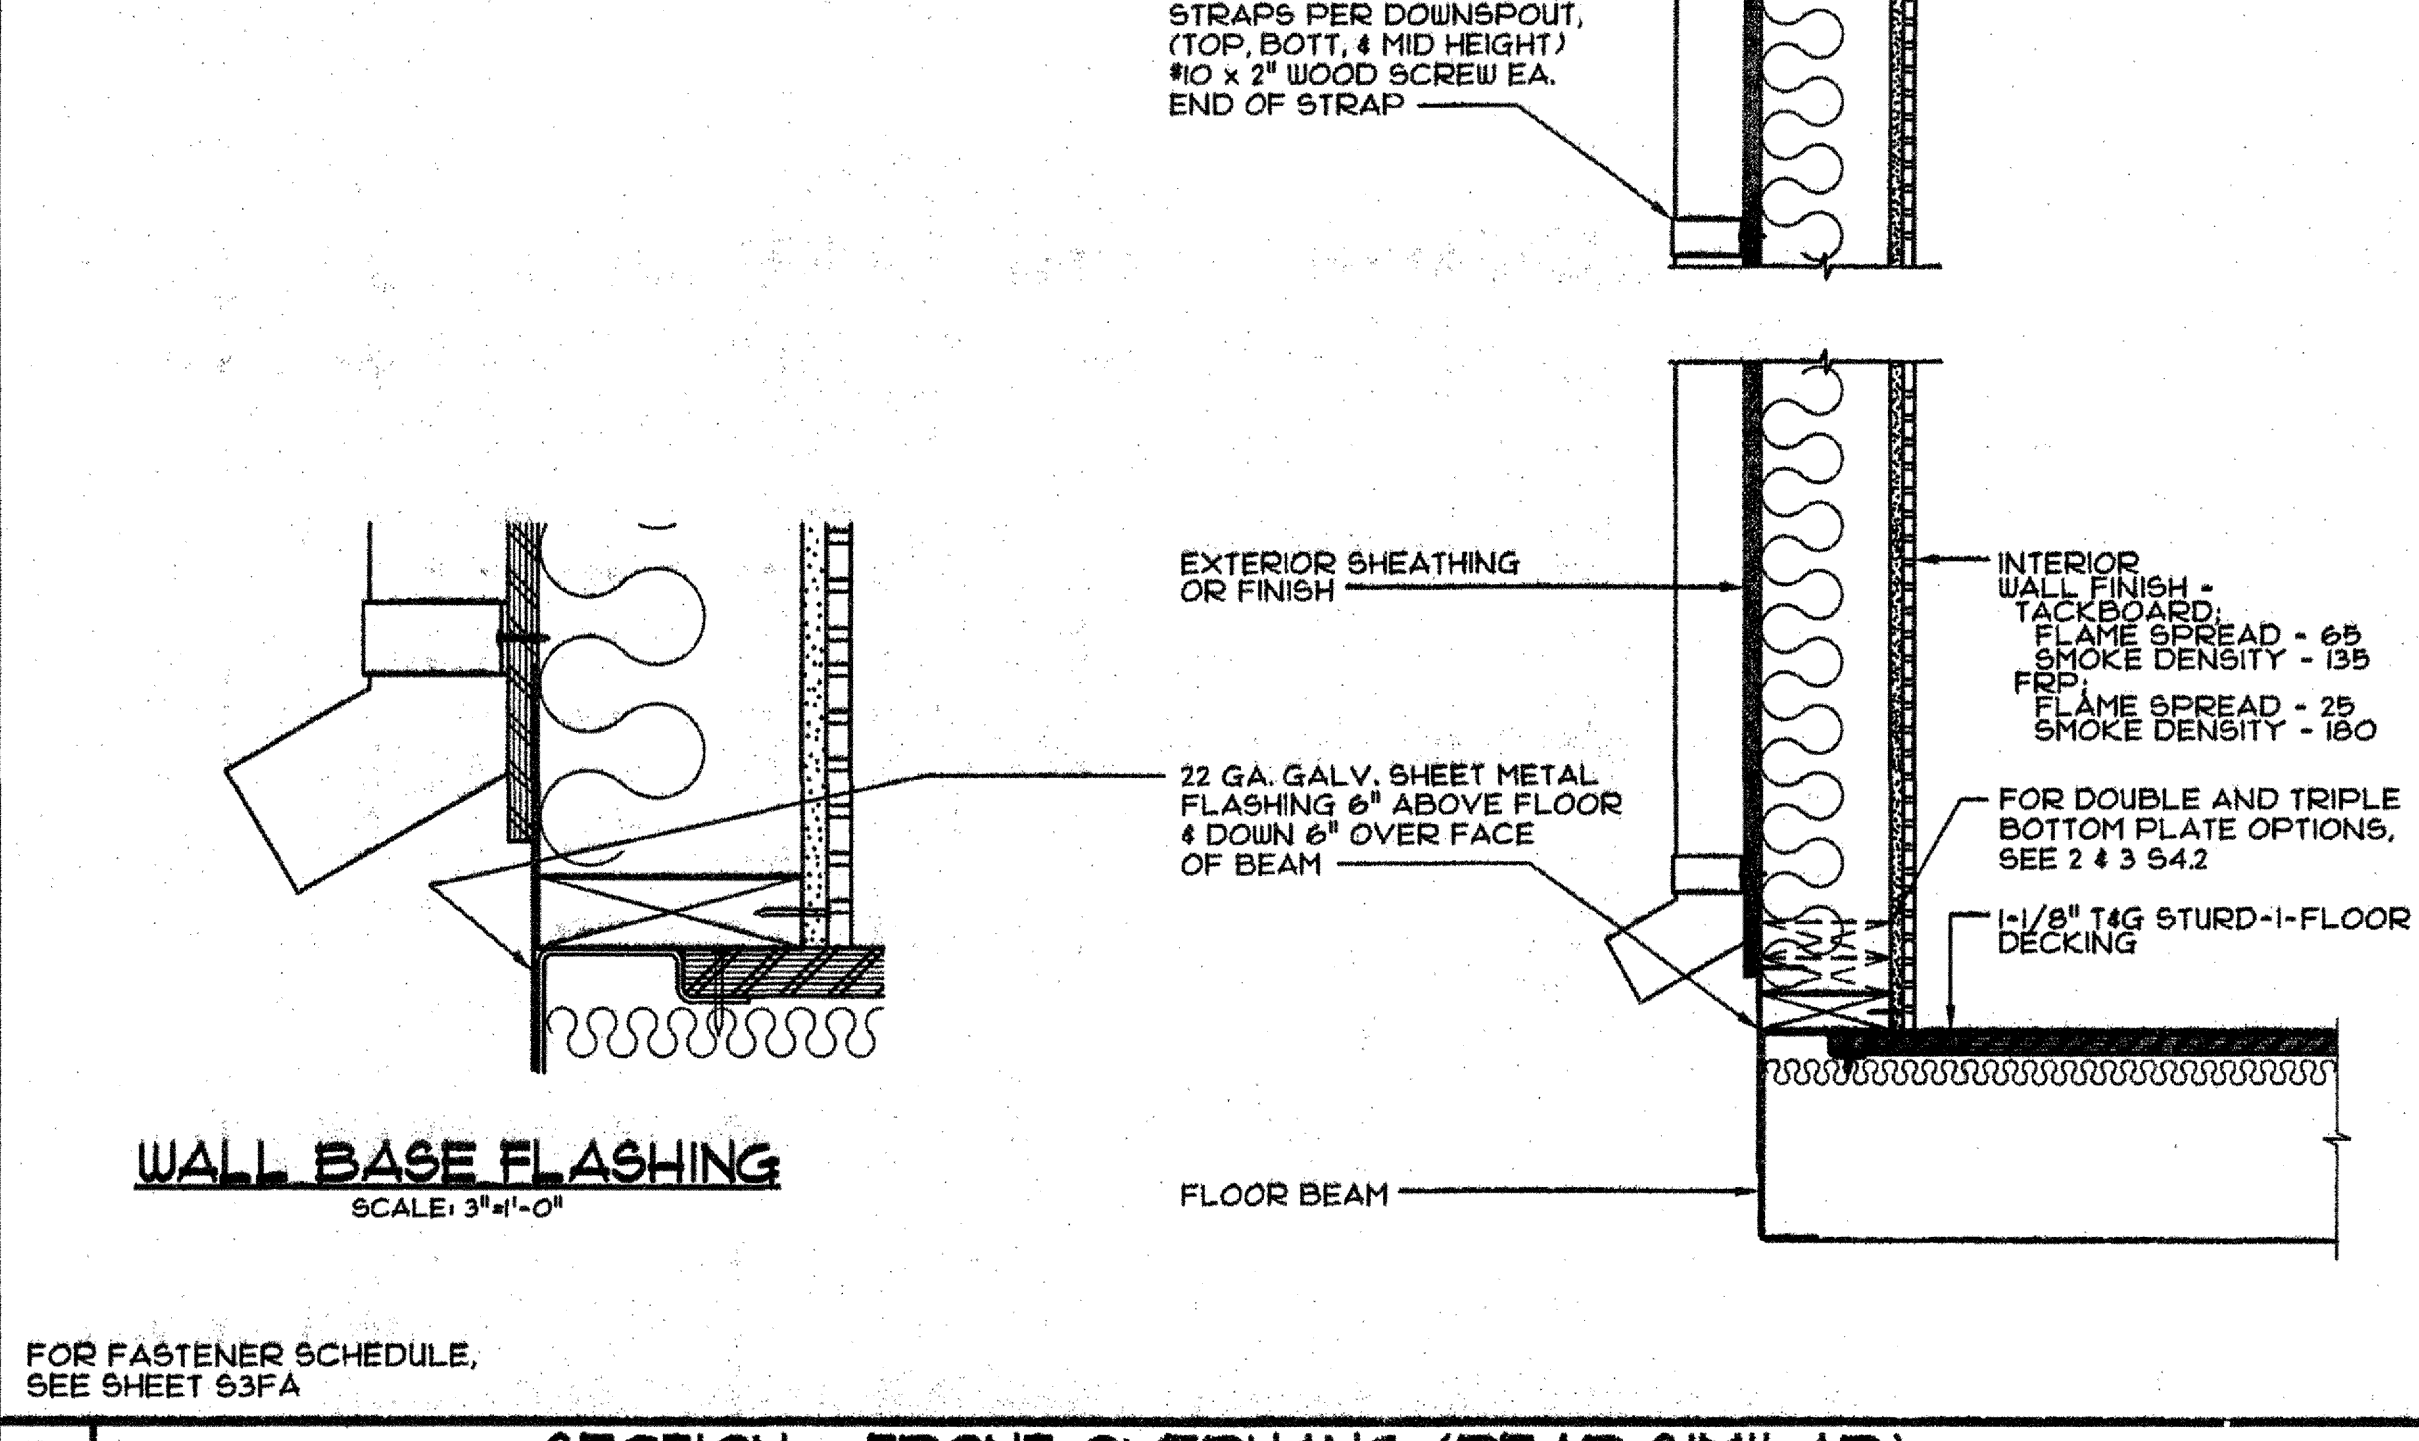 STRAPS PER DOWNSPOUT,
(TOP, BOTT, & MID HEIGHT)
#10 x 2" WOOD SCREW EA.
END OF STRAP
EXTERIOR SHEATHING
OR FINISH
INTERIOR
WALL FINISH -
TACKBOARD;
FLAME SPREAD - 65
SMOKE DENSITY - 135
FRP;
FLAME SPREAD - 25
SMOKE DENSITY - 180
22 GA. GALV. SHEET METAL
FLASHING 6" ABOVE FLOOR
& DOWN 6" OVER FACE
OF BEAM
FOR DOUBLE AND TRIPLE
BOTTOM PLATE OPTIONS,
SEE 2 & 3 S4.2
1-1/8" T&G STURD-I-FLOOR
DECKING
WALL BASE FLASHING
SCALE: 3"=1'-0"
FLOOR BEAM
FOR FASTENER SCHEDULE,
SEE SHEET S3FA